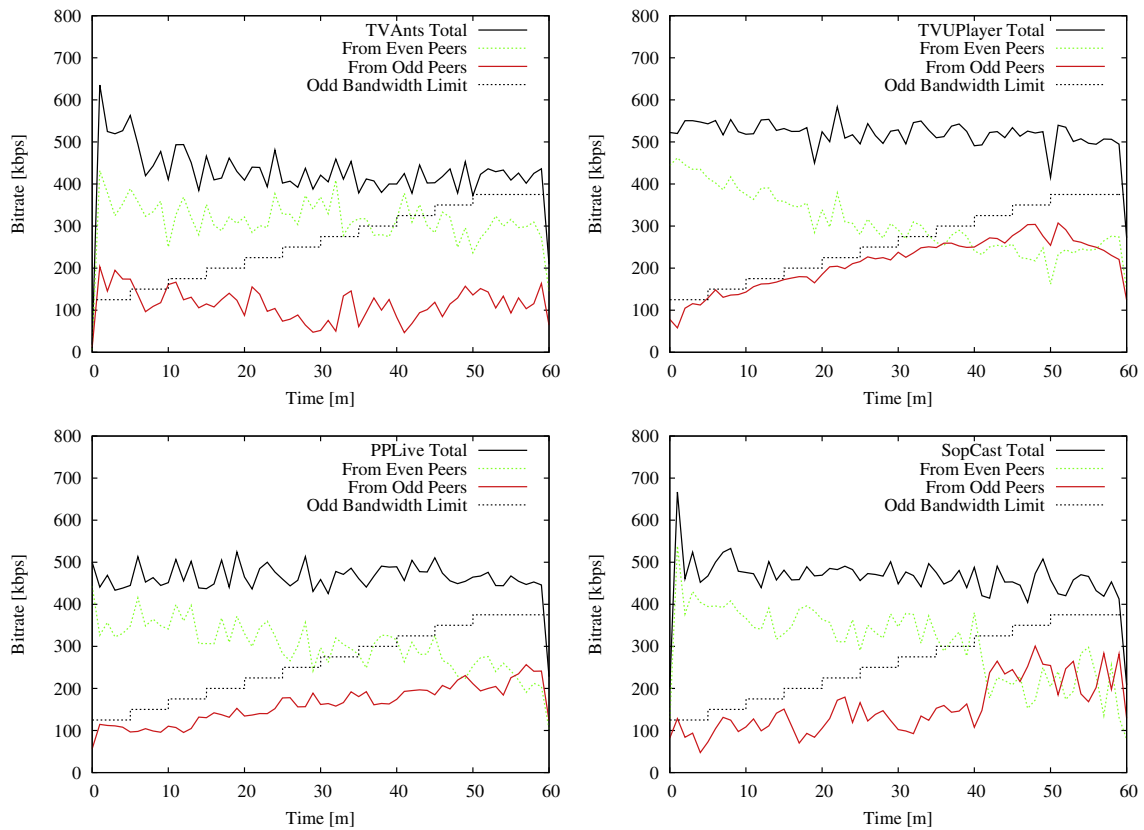 800
700
600
500
400
300
200
100
0
Bitrate [kbps]
TVAnts Total
From Even Peers
From Odd Peers
Odd Bandwidth Limit
0 10 20 30 40 50 60
Time [m]
800
700
600
500
400
300
200
100
0
Bitrate [kbps]
TVUPlayer Total
From Even Peers
From Odd Peers
Odd Bandwidth Limit
0 10 20 30 40 50 60
Time [m]
800
700
600
500
400
300
200
100
0
Bitrate [kbps]
PPLive Total
From Even Peers
From Odd Peers
Odd Bandwidth Limit
0 10 20 30 40 50 60
Time [m]
800
700
600
500
400
300
200
100
0
Bitrate [kbps]
SopCast Total
From Even Peers
From Odd Peers
Odd Bandwidth Limit
0 10 20 30 40 50 60
Time [m]